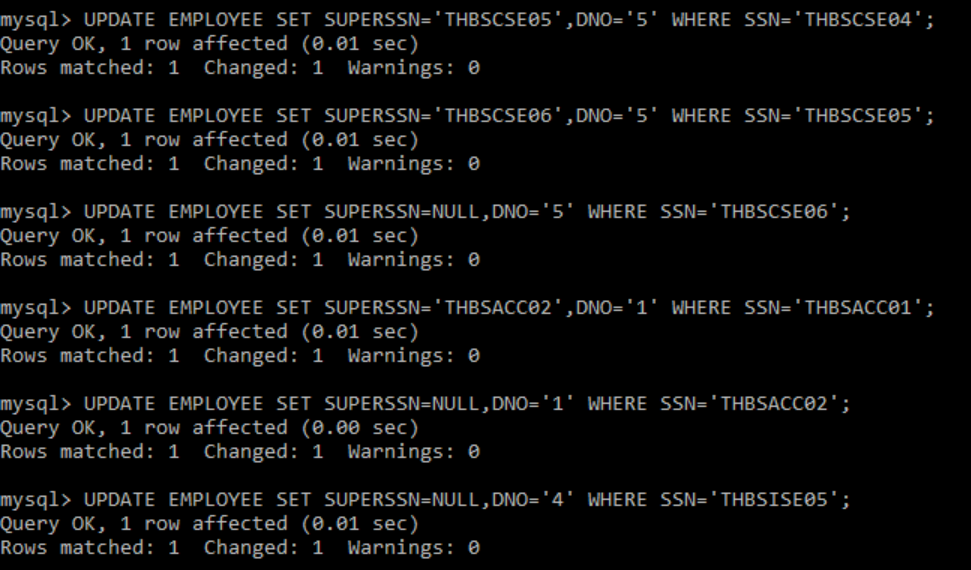 mysql> UPDATE EMPLOYEE SET SUPERSSN='THBSCSE05',DNO='5' WHERE SSN='THBSCSE04';
Query OK, 1 row affected (0.01 sec)
Rows matched: 1  Changed: 1  Warnings: 0
mysql> UPDATE EMPLOYEE SET SUPERSSN='THBSCSE06',DNO='5' WHERE SSN='THBSCSE05';
Query OK, 1 row affected (0.01 sec)
Rows matched: 1  Changed: 1  Warnings: 0
mysql> UPDATE EMPLOYEE SET SUPERSSN=NULL,DNO='5' WHERE SSN='THBSCSE06';
Query OK, 1 row affected (0.01 sec)
Rows matched: 1  Changed: 1  Warnings: 0
mysql> UPDATE EMPLOYEE SET SUPERSSN='THBSACC02',DNO='1' WHERE SSN='THBSACC01';
Query OK, 1 row affected (0.01 sec)
Rows matched: 1  Changed: 1  Warnings: 0
mysql> UPDATE EMPLOYEE SET SUPERSSN=NULL,DNO='1' WHERE SSN='THBSACC02';
Query OK, 1 row affected (0.00 sec)
Rows matched: 1  Changed: 1  Warnings: 0
mysql> UPDATE EMPLOYEE SET SUPERSSN=NULL,DNO='4' WHERE SSN='THBSISE05';
Query OK, 1 row affected (0.01 sec)
Rows matched: 1  Changed: 1  Warnings: 0